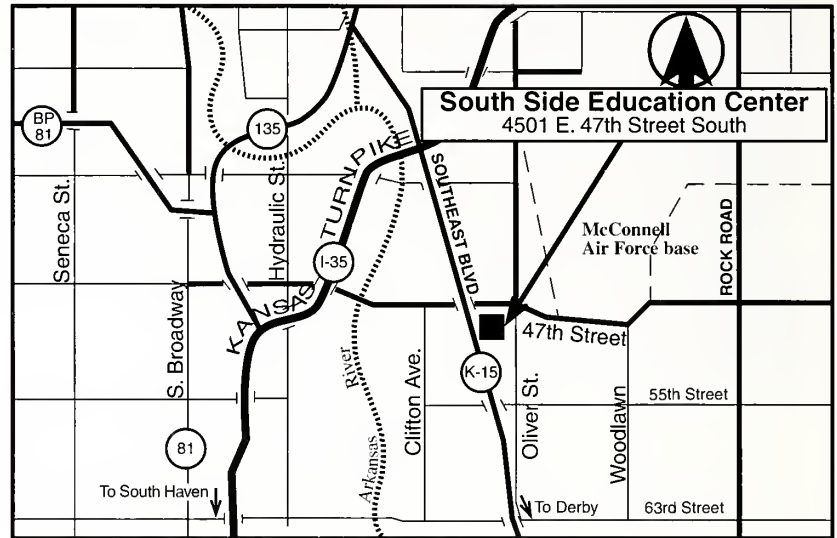 South Side Education Center
4501 E. 47th Street South
BP
81
135
KANSAS TURNPIKE
I-35
SOUTHEAST BLVD
Seneca St.
Hydraulic St.
S. Broadway
McConnell
Air Force base
ROCK ROAD
47th Street
K-15
River
Arkansas
Clifton Ave.
Oliver St.
Woodlawn
55th Street
81
To South Haven
To Derby
63rd Street